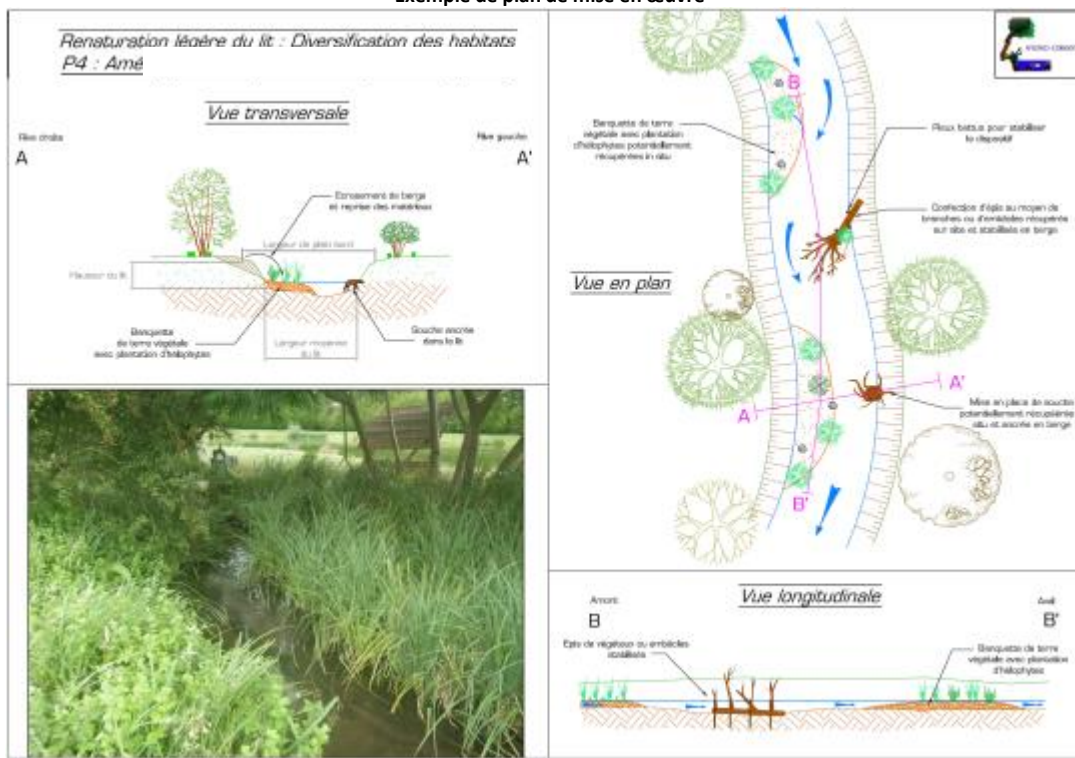 Exemple de plan de mise en œuvre
Renaturation légère du lit : Diversification des habitats
P4 : Amé
Vue transversale
Rive droite
Rive gauche
A
A'
Ecrasement de berge
et reprise des matériaux
Largeur de plein bord
Hauteur du lit
Banquette
de terre végétale
avec plantation d'hélophytes
Largeur moyenne
du lit
Souche ancrée
dans le lit
B
Banquette de terre
végétale avec plantation
d'hélophytes potentiellement
récupérées in situ
Pieux battus pour stabiliser
le dispositif
Confection d'épis au moyen de
branches ou d'embâcles récupérés
sur site et stabilisés en berge
Vue en plan
A
A'
Mise en place de souche
potentiellement récupérée
situ et ancrée en berge
B'
Amont
Vue longitudinale
Aval
B
B'
Epis de végétaux ou embâcles
stabilisés
Banquette de terre
végétale avec plantation
d'hélophytes